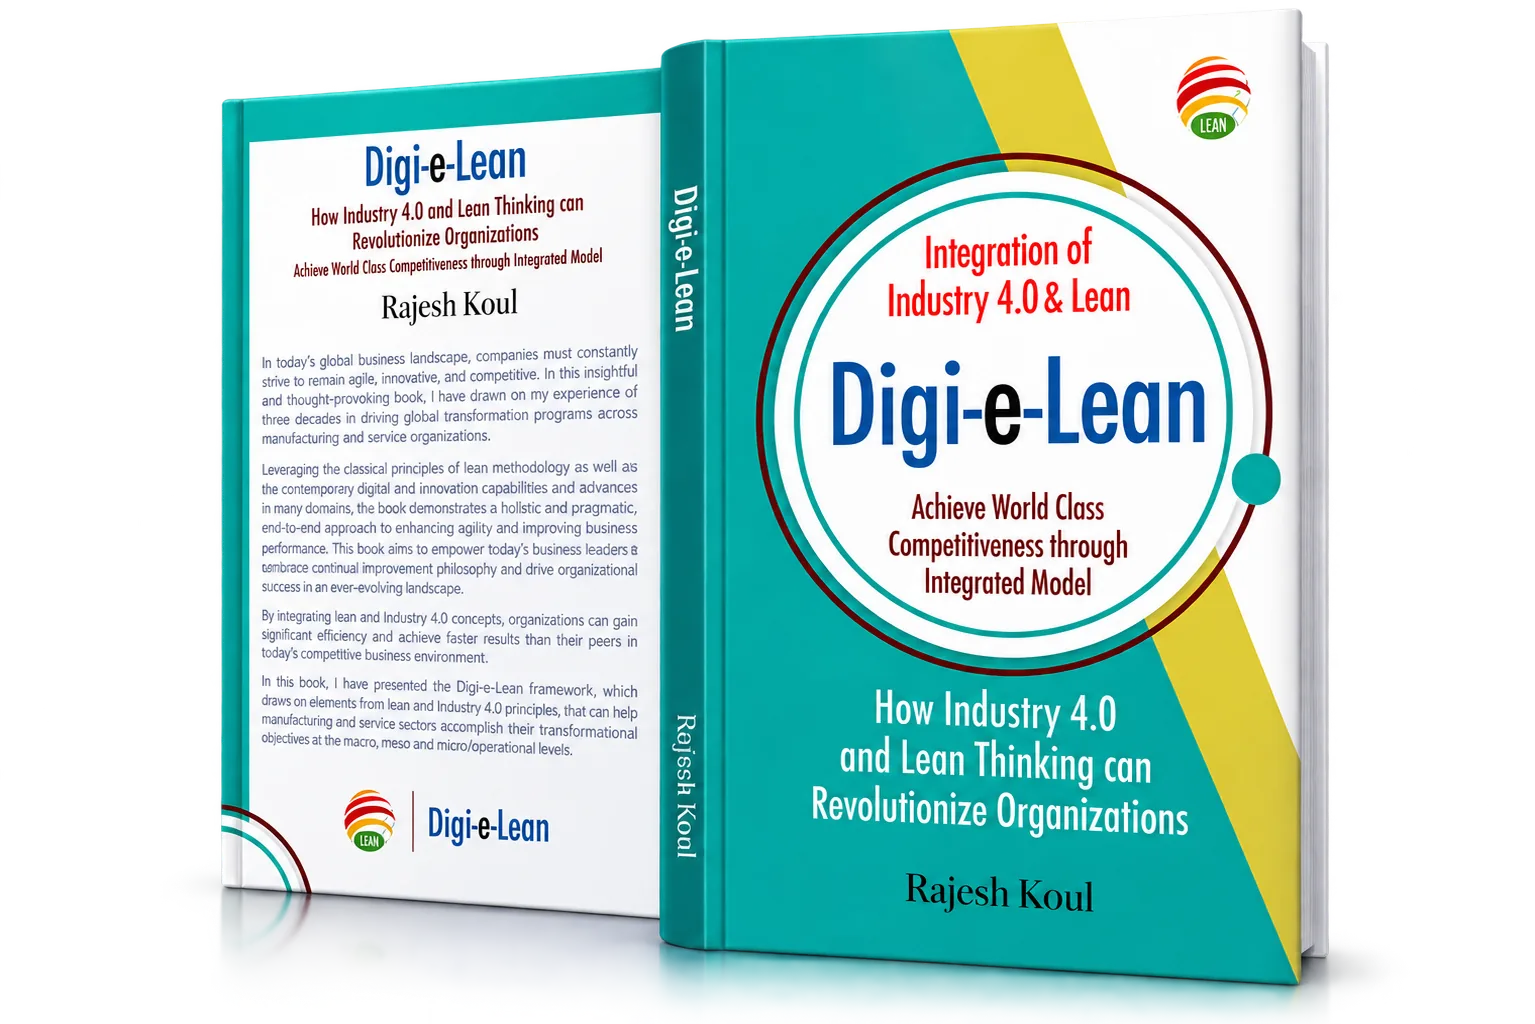 Digi-e-Lean
How Industry 4.0 and Lean Thinking can
Revolutionize Organizations
Achieve World Class Competitiveness through Integrated Model
Rajesh Koul
In today's global business landscape, companies must constantly
strive to remain agile, innovative, and competitive. In this insightful
and thought-provoking book, I have drawn on my experience of
three decades in driving global transformation programs across
manufacturing and service organizations.
Leveraging the classical principles of lean methodology as well as
the contemporary digital and innovation capabilities and advances
in many domains, the book demonstrates a holistic and pragmatic,
end-to-end approach to enhancing agility and improving business
performance. This book aims to empower today's business leaders
continual improvement philosophy and drive organizational
success in an ever-evolving landscape.
By integrating lean and Industry 4.0 concepts, organizations can gain
significant efficiency and achieve faster results than their peers in
today's competitive business environment.
In this book, I have presented the Digi-e-Lean framework, which
draws on elements from lean and Industry 4.0 principles, that can help
manufacturing and service sectors accomplish their transformational
objectives at the macro, meso and micro/operational levels.
LEAN
Digi-e-Lean
Digi-e-Lean
Rajesh Koul
LEAN
Integration of
Industry 4.0 & Lean
Digi-e-Lean
Achieve World Class
Competitiveness through
Integrated Model
How Industry 4.0
and Lean Thinking can
Revolutionize Organizations
Rajesh Koul